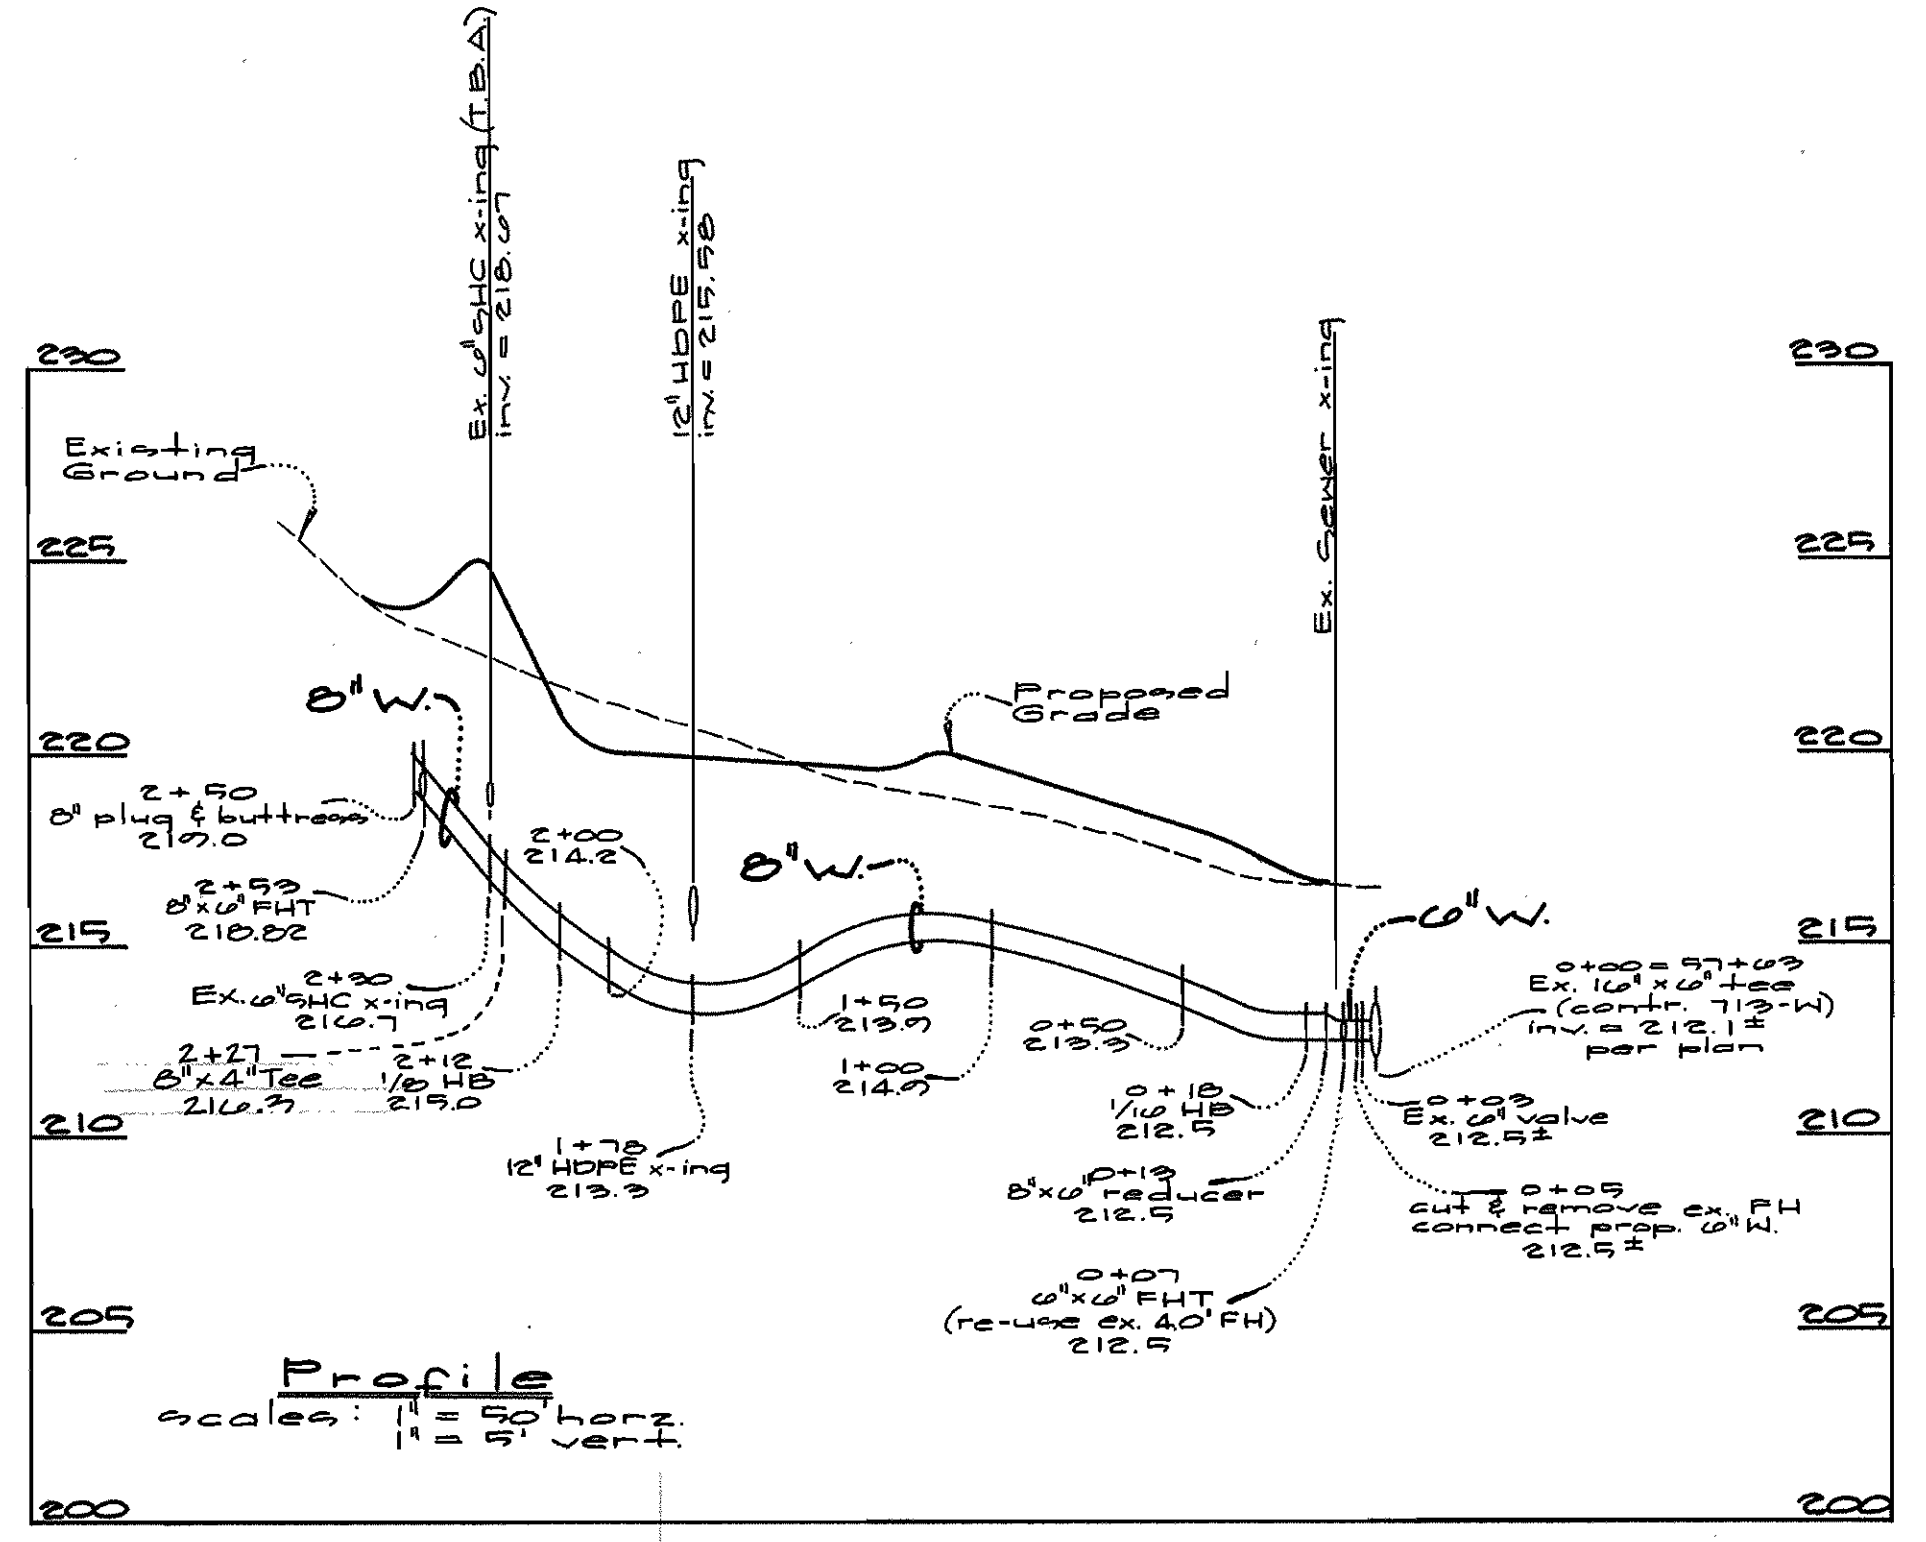 Ex. 6" SHC x-ing (T.B.A.)
inv. = 218.67
12" HDPE x-ing
inv. = 215.58
Ex. Sewer x-ing
230
230
Existing
Ground
225
225
8" W.
Proposed
Grade
220
220
2+50
8" plug & buttress
219.0
2+00
214.2
8" W.
2+53
8" x 6" FHT
218.82
6" W.
215
215
2+30
Ex. 6" SHC x-ing
216.7
1+50
213.9
0+50
213.3
0+00 = 57+63
Ex. 16" x 6" tee
(contr. 713-W)
inv. = 212.1±
per plan
2+27
8" x 4" Tee
216.3
2+12
1/8 HB
215.0
1+00
214.9
0+18
1/16 HB
212.5
0+03
Ex. 6" valve
212.5±
210
210
1+78
12" HDPE x-ing
213.3
0+13
8" x 6" reducer
212.5
0+05
cut & remove ex. FH
connect prop. 6" W.
212.5±
0+07
6" x 6" FHT
(re-use ex. 4.0' FH)
212.5
205
205
Profile
scales: 1" = 50' horz.
1" = 5' vert.
200
200